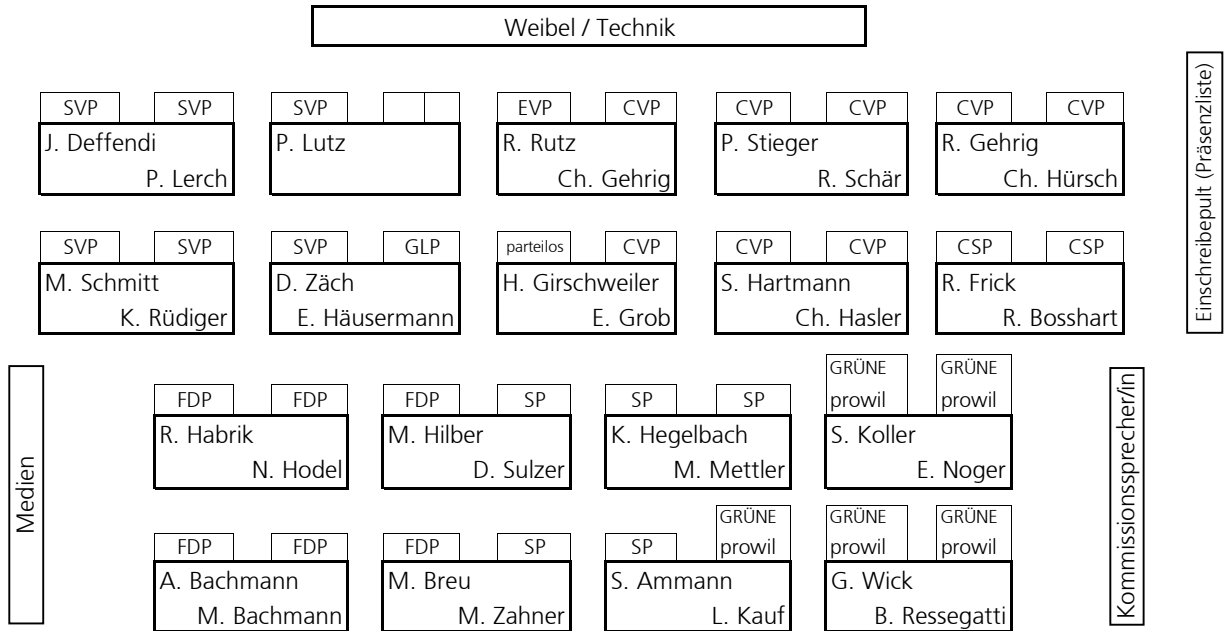 Weibel / Technik
SVP SVP SVP EVP CVP CVP CVP CVP CVP
J. Deffendi P. Lutz R. Rutz P. Stieger R. Gehrig
P. Lerch Ch. Gehrig R. Schär Ch. Hürsch
Einschreibepult (Präsenzliste)
SVP SVP SVP GLP parteilos CVP CVP CVP CSP CSP
M. Schmitt D. Zäch H. Girschweiler S. Hartmann R. Frick
K. Rüdiger E. Häusermann E. Grob Ch. Hasler R. Bosshart
Medien
GRÜNE GRÜNE
FDP FDP FDP SP SP SP prowil prowil
R. Habrik M. Hilber K. Hegelbach S. Koller
N. Hodel D. Sulzer M. Mettler E. Noger
Kommissionssprecher/in
GRÜNE GRÜNE GRÜNE
FDP FDP FDP SP SP prowil prowil prowil
A. Bachmann M. Breu S. Ammann G. Wick
M. Bachmann M. Zahner L. Kauf B. Ressegatti